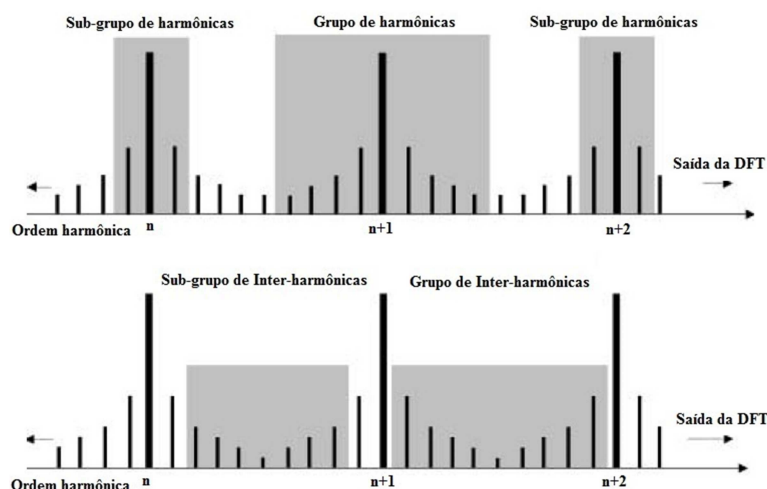 Sub-grupo de harmônicas
Grupo de harmônicas
Sub-grupo de harmônicas
Saída da DFT
Ordem harmônica
n
n+1
n+2
Sub-grupo de Inter-harmônicas
Grupo de Inter-harmônicas
Saída da DFT
Ordem harmônica
n
n+1
n+2